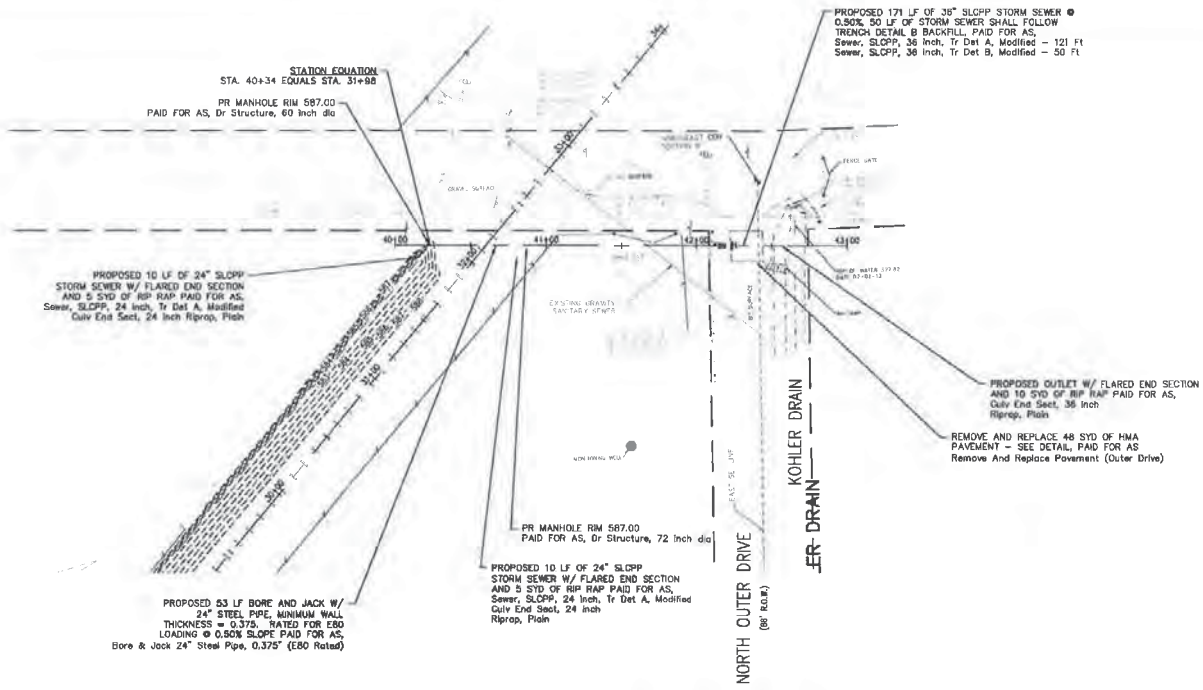 PROPOSED 171 LF OF 36" SLCPP STORM SEWER @
0.50%, 50 LF OF STORM SEWER SHALL FOLLOW
TRENCH DETAIL B BACKFILL, PAID FOR AS,
Sewer, SLCPP, 36 Inch, Tr Det A, Modified – 121 Ft
Sewer, SLCPP, 36 Inch, Tr Det B, Modified – 50 Ft
STATION EQUATION
STA. 40+34 EQUALS STA. 31+98
PR MANHOLE RIM 587.00
PAID FOR AS, Dr Structure, 60 Inch dia
33+00
32+00
31+00
30+00
40+00
41+00
42+00
43+00
PROPOSED 10 LF OF 24" SLCPP
STORM SEWER W/ FLARED END SECTION
AND 5 SYD OF RIP RAP PAID FOR AS,
Sewer, SLCPP, 24 Inch, Tr Det A, Modified
Culv End Sect, 24 Inch Riprap, Plain
EXISTING GRAVITY
SANITARY SEWER
MONITORING WELL
PROPOSED OUTLET W/ FLARED END SECTION
AND 10 SYD OF RIP RAP PAID FOR AS,
Culv End Sect, 36 Inch
Riprap, Plain
REMOVE AND REPLACE 48 SYD OF HMA
PAVEMENT – SEE DETAIL, PAID FOR AS
Remove And Replace Pavement (Outer Drive)
PR MANHOLE RIM 587.00
PAID FOR AS, Dr Structure, 72 Inch dia
PROPOSED 10 LF OF 24" SLCPP
STORM SEWER W/ FLARED END SECTION
AND 5 SYD OF RIP RAP PAID FOR AS,
Sewer, SLCPP, 24 Inch, Tr Det A, Modified
Culv End Sect, 24 Inch
Riprap, Plain
PROPOSED 53 LF BORE AND JACK W/
24" STEEL PIPE, MINIMUM WALL
THICKNESS = 0.375. RATED FOR E80
LOADING @ 0.50% SLOPE PAID FOR AS,
Bore & Jack 24" Steel Pipe, 0.375" (E80 Rated)
NORTH OUTER DRIVE
KOHLER DRAIN
ER DRAIN